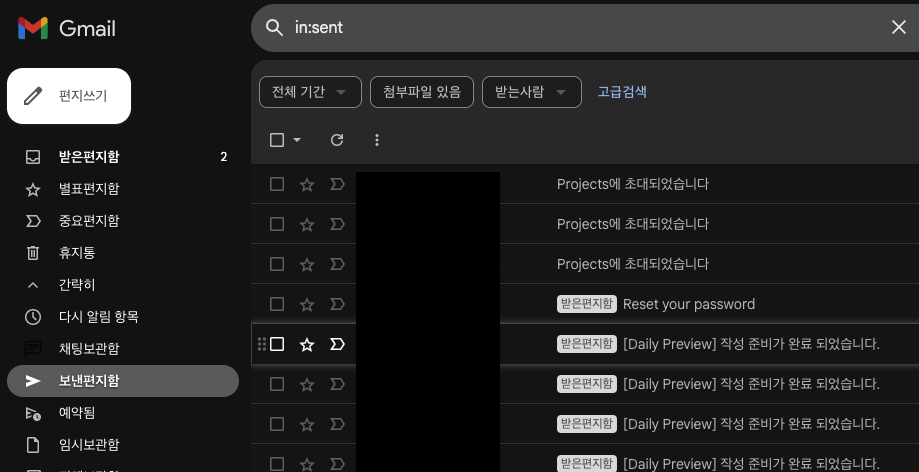 Gmail
in:sent
편지쓰기
전체 기간
첨부파일 있음
받는사람
고급검색
받은편지함 2
별표편지함
중요편지함
휴지통
간략히
다시 알림 항목
채팅보관함
보낸편지함
예약됨
임시보관함
Projects에 초대되었습니다
Projects에 초대되었습니다
Projects에 초대되었습니다
받은편지함 Reset your password
받은편지함 [Daily Preview] 작성 준비가 완료 되었습니다.
받은편지함 [Daily Preview] 작성 준비가 완료 되었습니다.
받은편지함 [Daily Preview] 작성 준비가 완료 되었습니다.
받은편지함 [Daily Preview] 작성 준비가 완료 되었습니다.